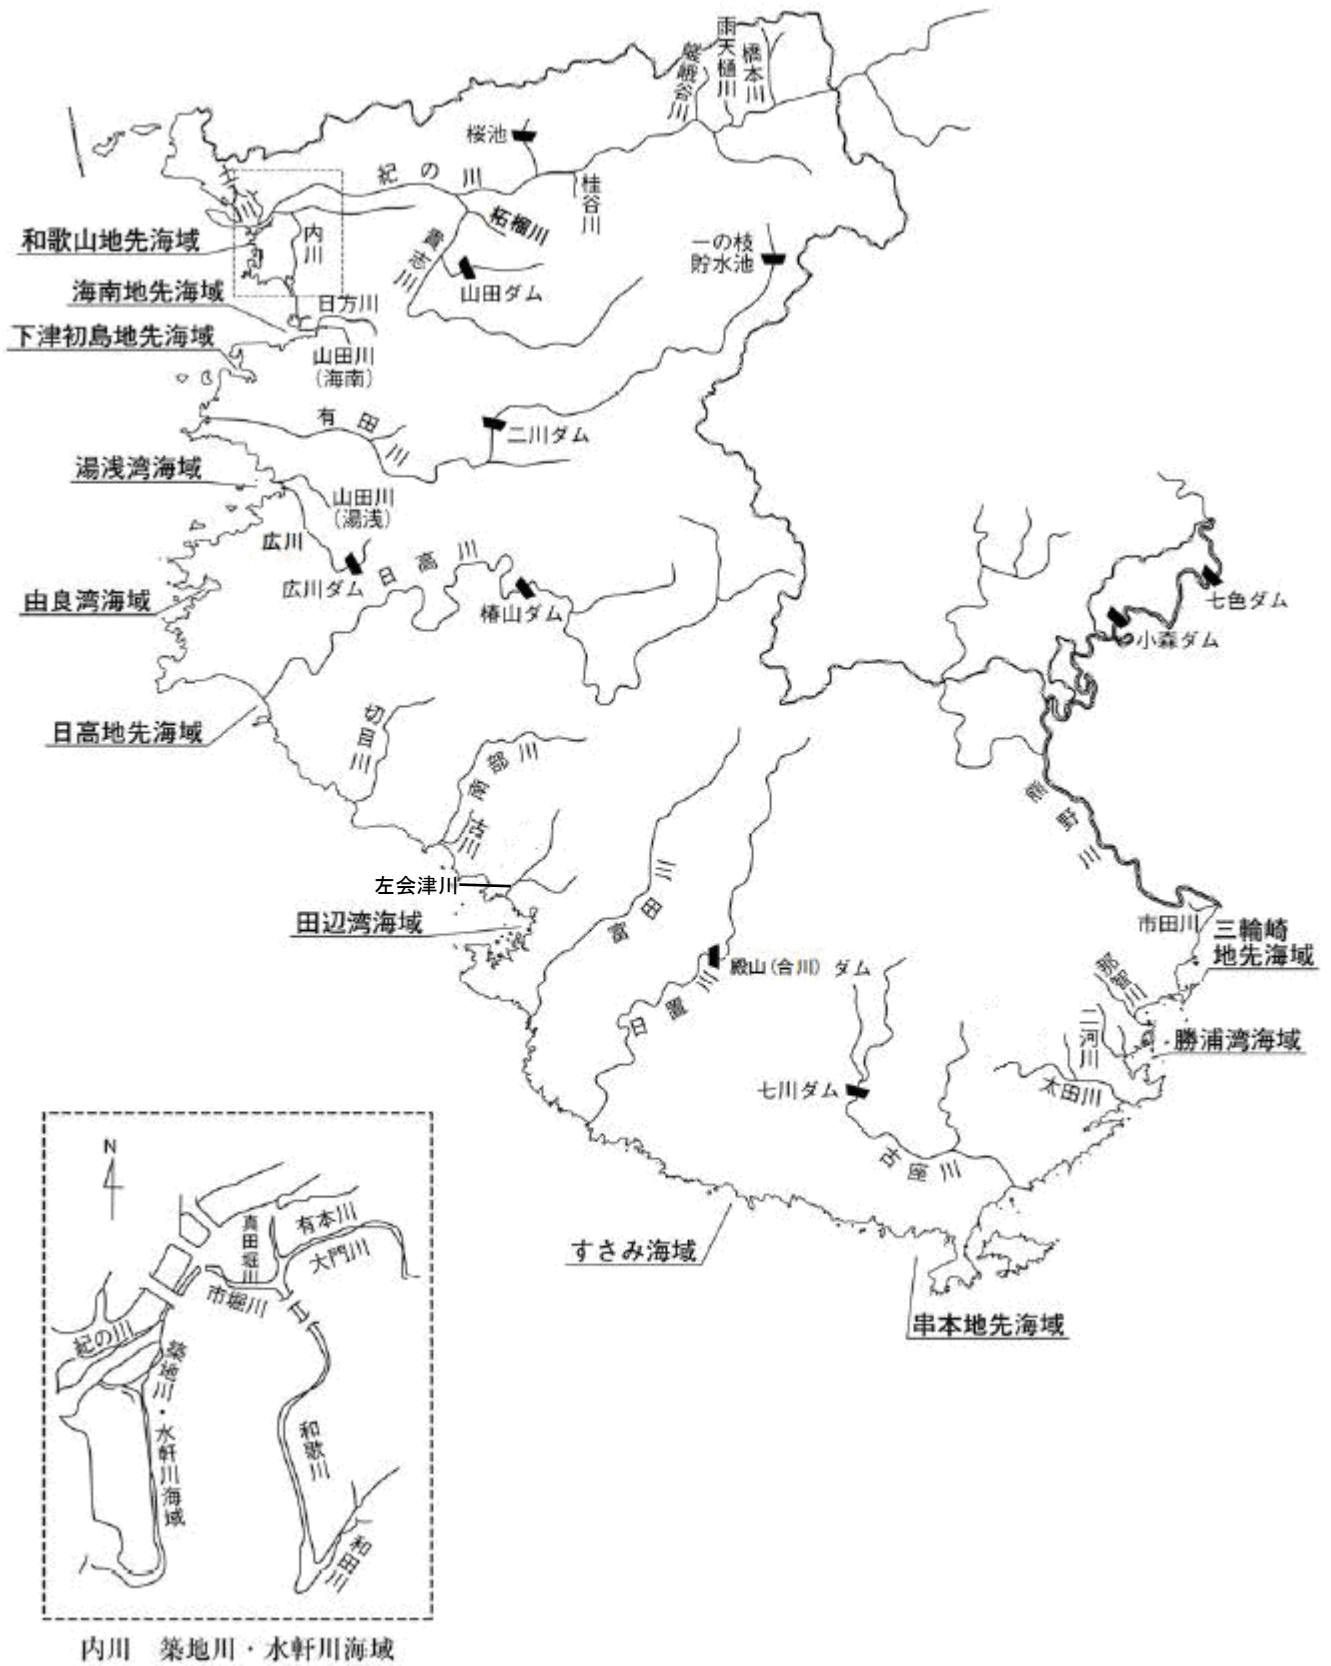 嵯峨谷川
雨天樋川
橋本川
桜池
紀の川
桂谷川
柘榴川
貴志川
土入川
内川
和歌山地先海域
一の枝
貯水池
山田ダム
海南地先海域
日方川
下津初島地先海域
山田川
（海南）
有田川
二川ダム
湯浅湾海域
山田川
（湯浅）
広川
広川ダム
日高川
椿山ダム
由良湾海域
七色ダム
小森ダム
日高地先海域
切目川
南部川
古川
熊野川
左会津川
田辺湾海域
富田川
市田川
三輪崎
地先海域
殿山（合川）ダム
日置川
那智川
二河川
勝浦湾海域
太田川
七川ダム
古座川
すさみ海域
串本地先海域
N
真田堀川
有本川
大門川
市堀川
紀の川
築地川・水軒川海域
和歌川
和田川
内川　築地川・水軒川海域